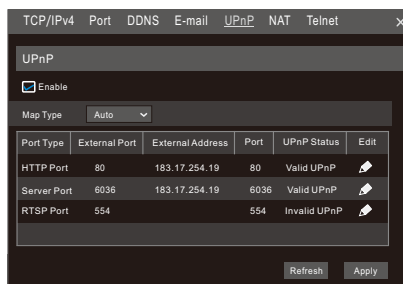 TCP/IPv4 Port DDNS E-mail UPnP NAT Telnet
UPnP
Enable
Map Type Auto
Port Type External Port External Address Port UPnP Status Edit
HTTP Port 80 183.17.254.19 80 Valid UPnP
Server Port 6036 183.17.254.19 6036 Valid UPnP
RTSP Port 554 554 Invalid UPnP
Refresh Apply